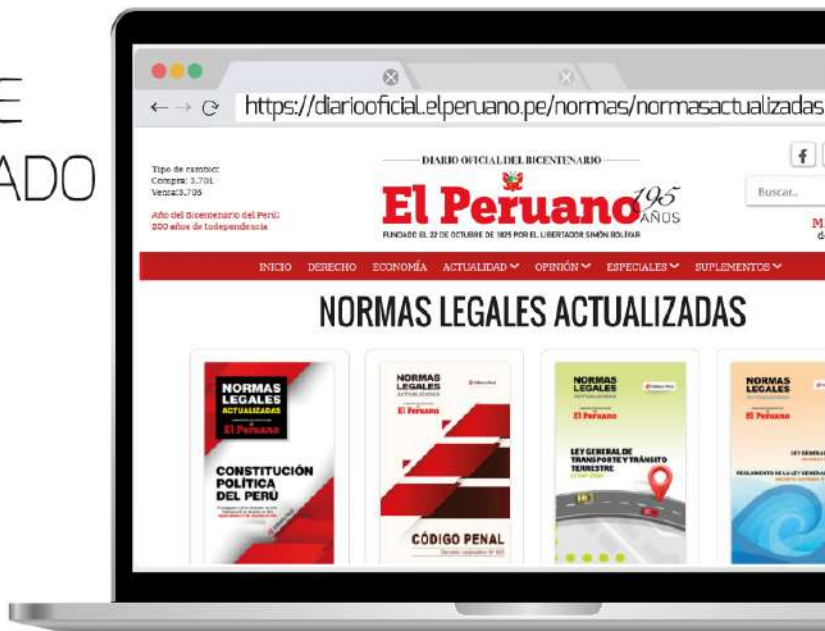 E
ADO
https://diariooficial.elperuano.pe/normas/normasactualizadas
Tipo de cambio:
Compra: 3.701
Venta:3.705
Año del Bicentenario del Perú:
200 años de Independencia
DIARIO OFICIAL DEL BICENTENARIO
El Peruano
195
AÑOS
FUNDADO EL 22 DE OCTUBRE DE 1825 POR EL LIBERTADOR SIMÓN BOLÍVAR
f
Buscar...
INICIO DERECHO ECONOMÍA ACTUALIDAD OPINIÓN ESPECIALES SUPLEMENTOS
NORMAS LEGALES ACTUALIZADAS
NORMAS
LEGALES
ACTUALIZADAS
El Peruano
CONSTITUCIÓN
POLÍTICA
DEL PERÚ
NORMAS
LEGALES
ACTUALIZADAS
El Peruano
CÓDIGO PENAL
NORMAS
LEGALES
ACTUALIZADAS
El Peruano
LEY GENERAL DE
TRANSPORTE Y TRÁNSITO
TERRESTRE
NORMAS
LEGALES
ACTUALIZADAS
El Peruano